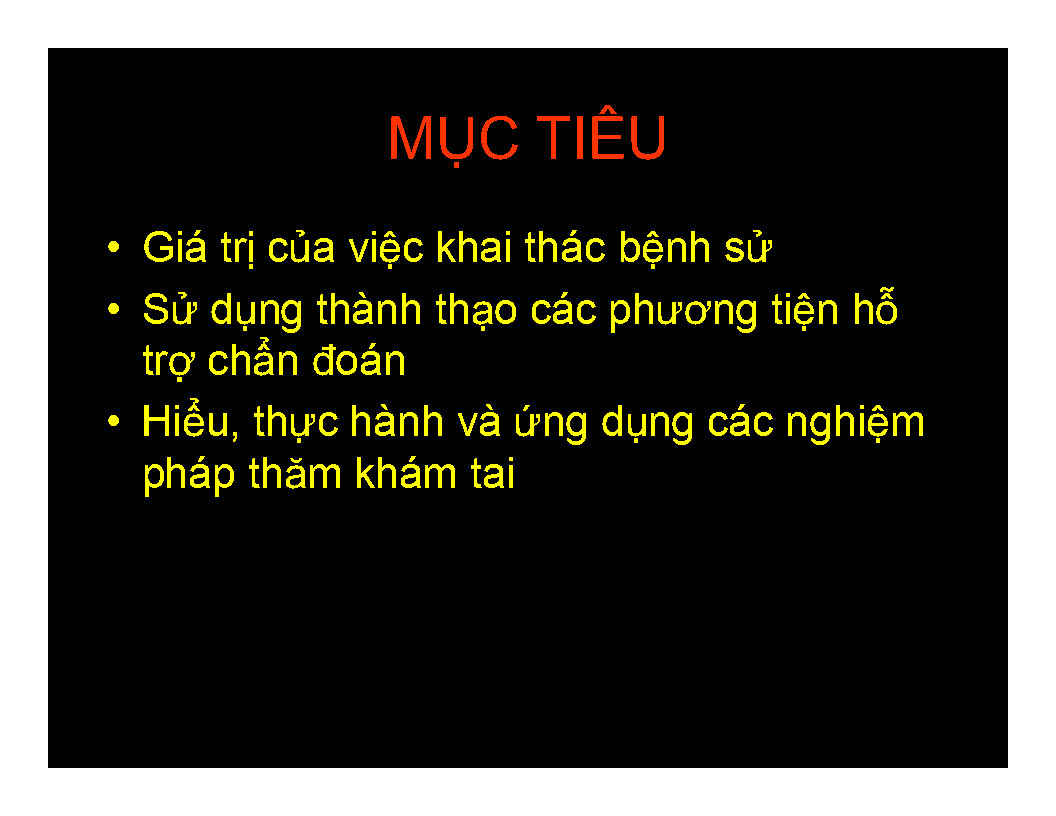 MỤC TIÊU
• Giá trị của việc khai thác bệnh sử
• Sử dụng thành thạo các phương tiện hỗ
trợ chẩn đoán
• Hiểu, thực hành và ứng dụng các nghiệm
pháp thăm khám tai